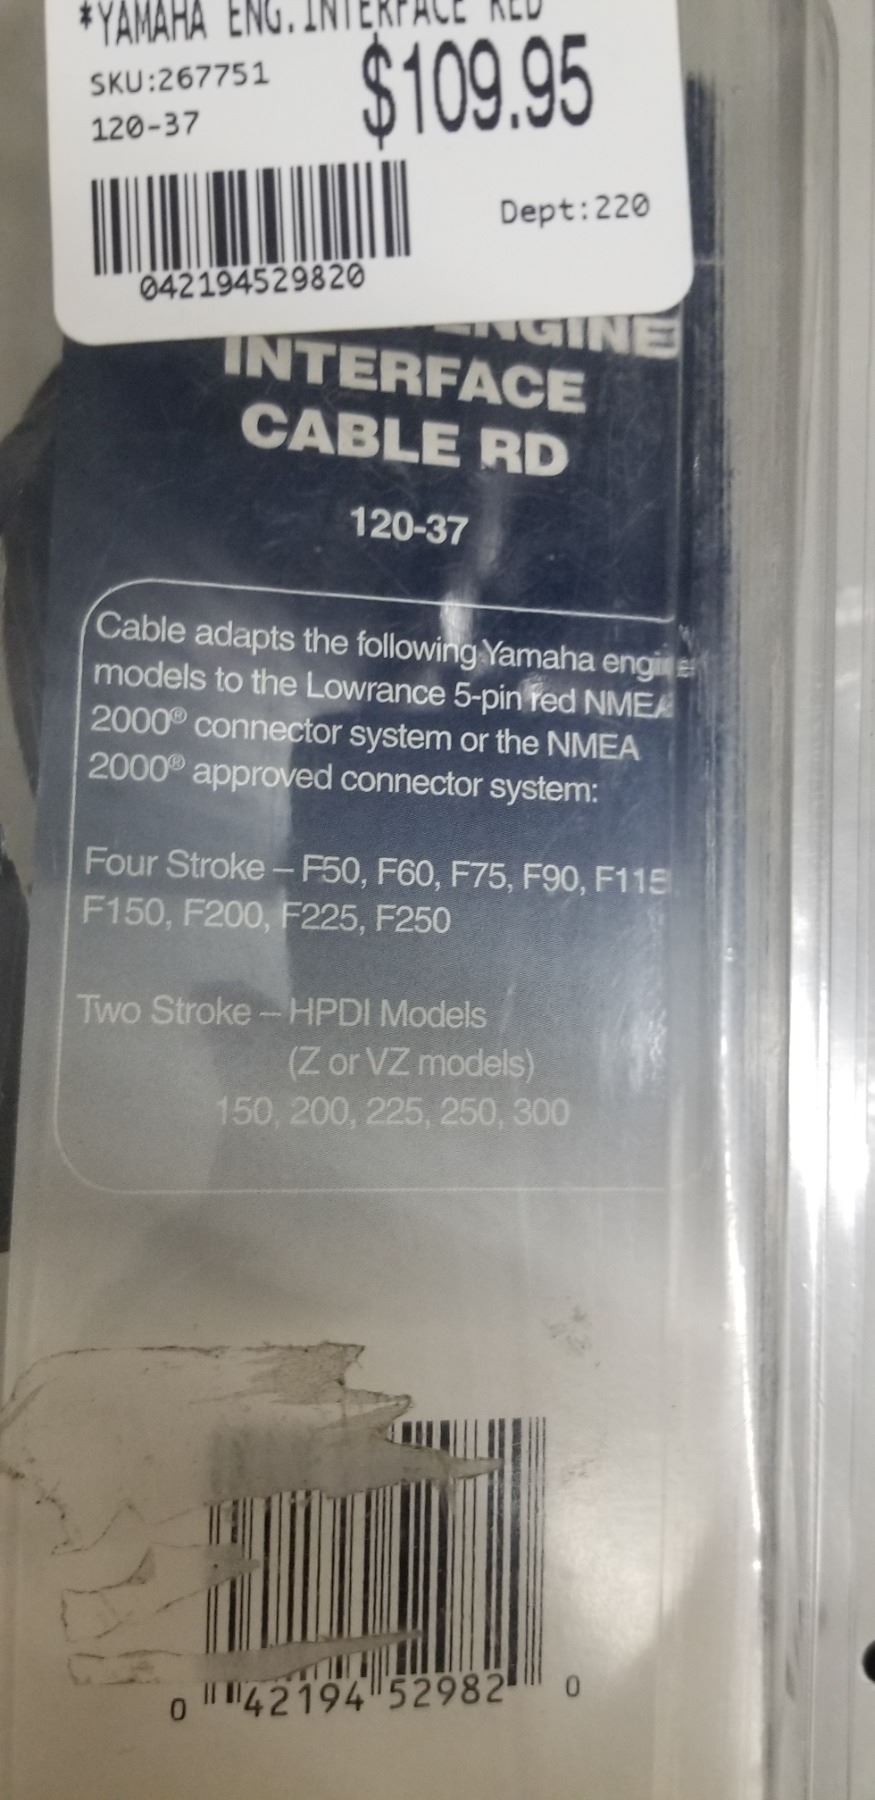 *YAMAHA ENG.INTERFACE RED
SKU:267751
$109.95
120-37
Dept:220
042194529820
ENGINE
INTERFACE
CABLE RD
120-37
Cable adapts the following Yamaha engine
models to the Lowrance 5-pin red NMEA
2000® connector system or the NMEA
2000® approved connector system:
Four Stroke – F50, F60, F75, F90, F115
F150, F200, F225, F250
Two Stroke – HPDI Models
(Z or VZ models)
150, 200, 225, 250, 300
0 42194 52982 0